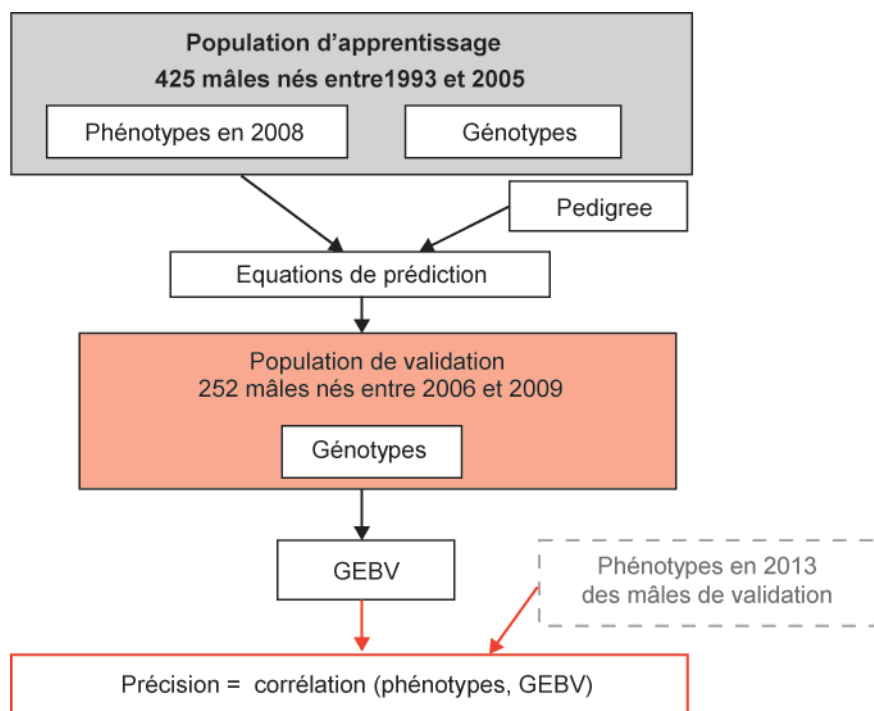 Population d'apprentissage
425 mâles nés entre1993 et 2005
Phénotypes en 2008
Génotypes
Pedigree
Equations de prédiction
Population de validation
252 mâles nés entre 2006 et 2009
Génotypes
GEBV
Phénotypes en 2013
des mâles de validation
Précision = corrélation (phénotypes, GEBV)